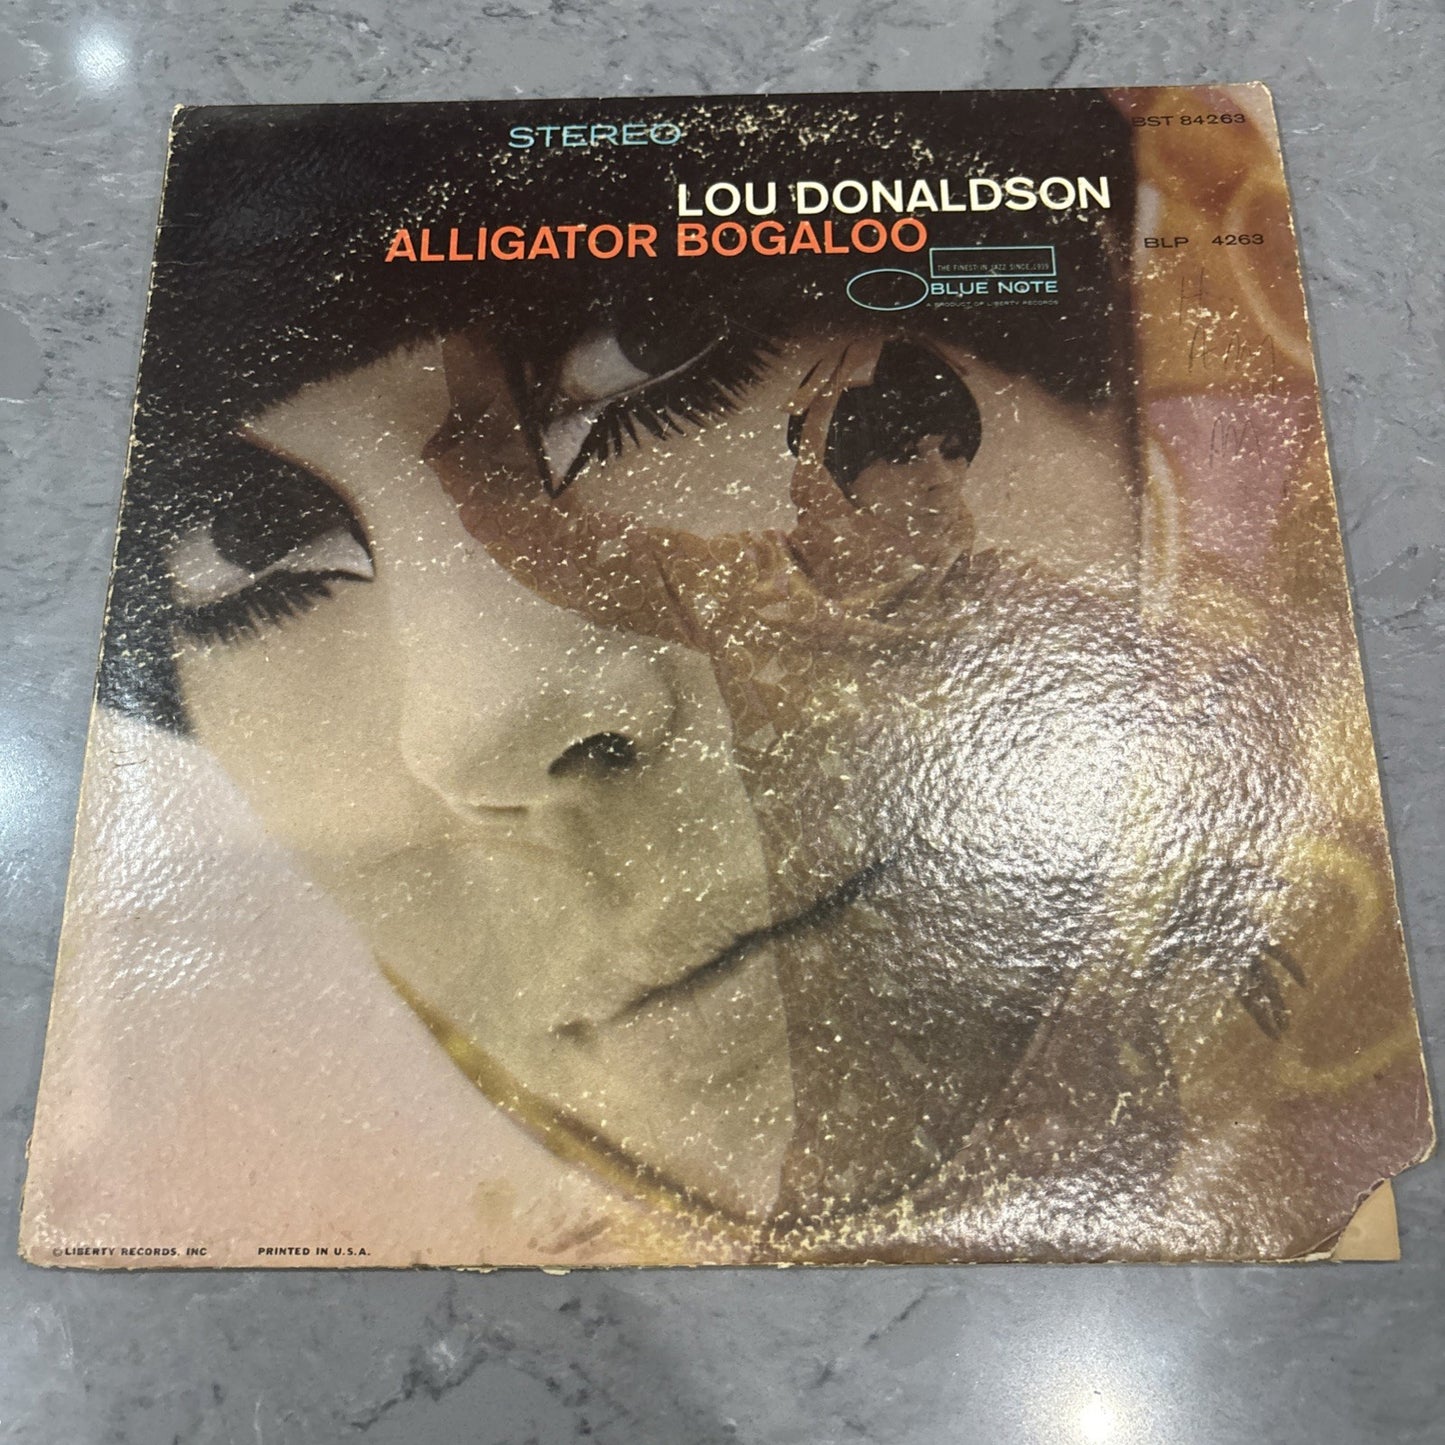 STEREO
BST 84263
LOU DONALDSON
ALLIGATOR BOGALOO
BLP 4263
THE FINEST IN JAZZ SINCE 1939
BLUE NOTE
A PRODUCT OF LIBERTY RECORDS
© LIBERTY RECORDS, INC
PRINTED IN U.S.A.